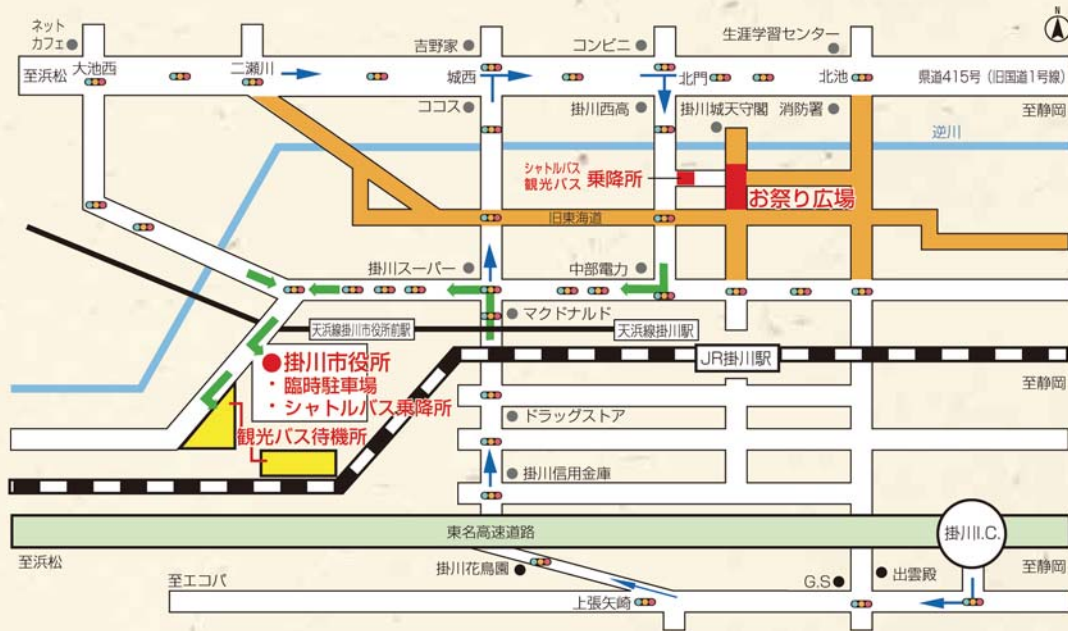 N
ネット
カフェ
吉野家
コンビニ
生涯学習センター
至浜松
大池西
二瀬川
城西
北門
北池
県道415号（旧国道1号線）
ココス
掛川西高
掛川城天守閣
消防署
至静岡
逆川
シャトルバス
観光バス 乗降所
お祭り広場
旧東海道
掛川スーパー
中部電力
マクドナルド
天浜線掛川市役所前駅
天浜線掛川駅
JR掛川駅
●掛川市役所
・臨時駐車場
・シャトルバス乗降所
至静岡
ドラッグストア
観光バス待機所
掛川信用金庫
東名高速道路
掛川I.C.
至浜松
掛川花鳥園
至静岡
至エコパ
G.S
出雲殿
上張矢崎